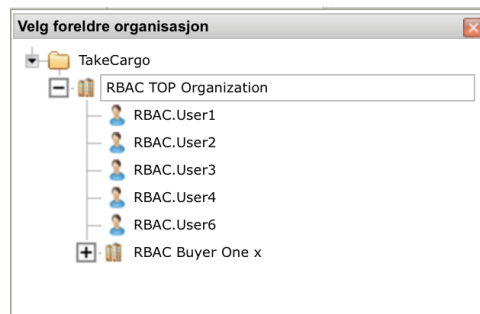 Velg foreldre organisasjon
TakeCargo
RBAC TOP Organization
RBAC.User1
RBAC.User2
RBAC.User3
RBAC.User4
RBAC.User6
RBAC Buyer One x